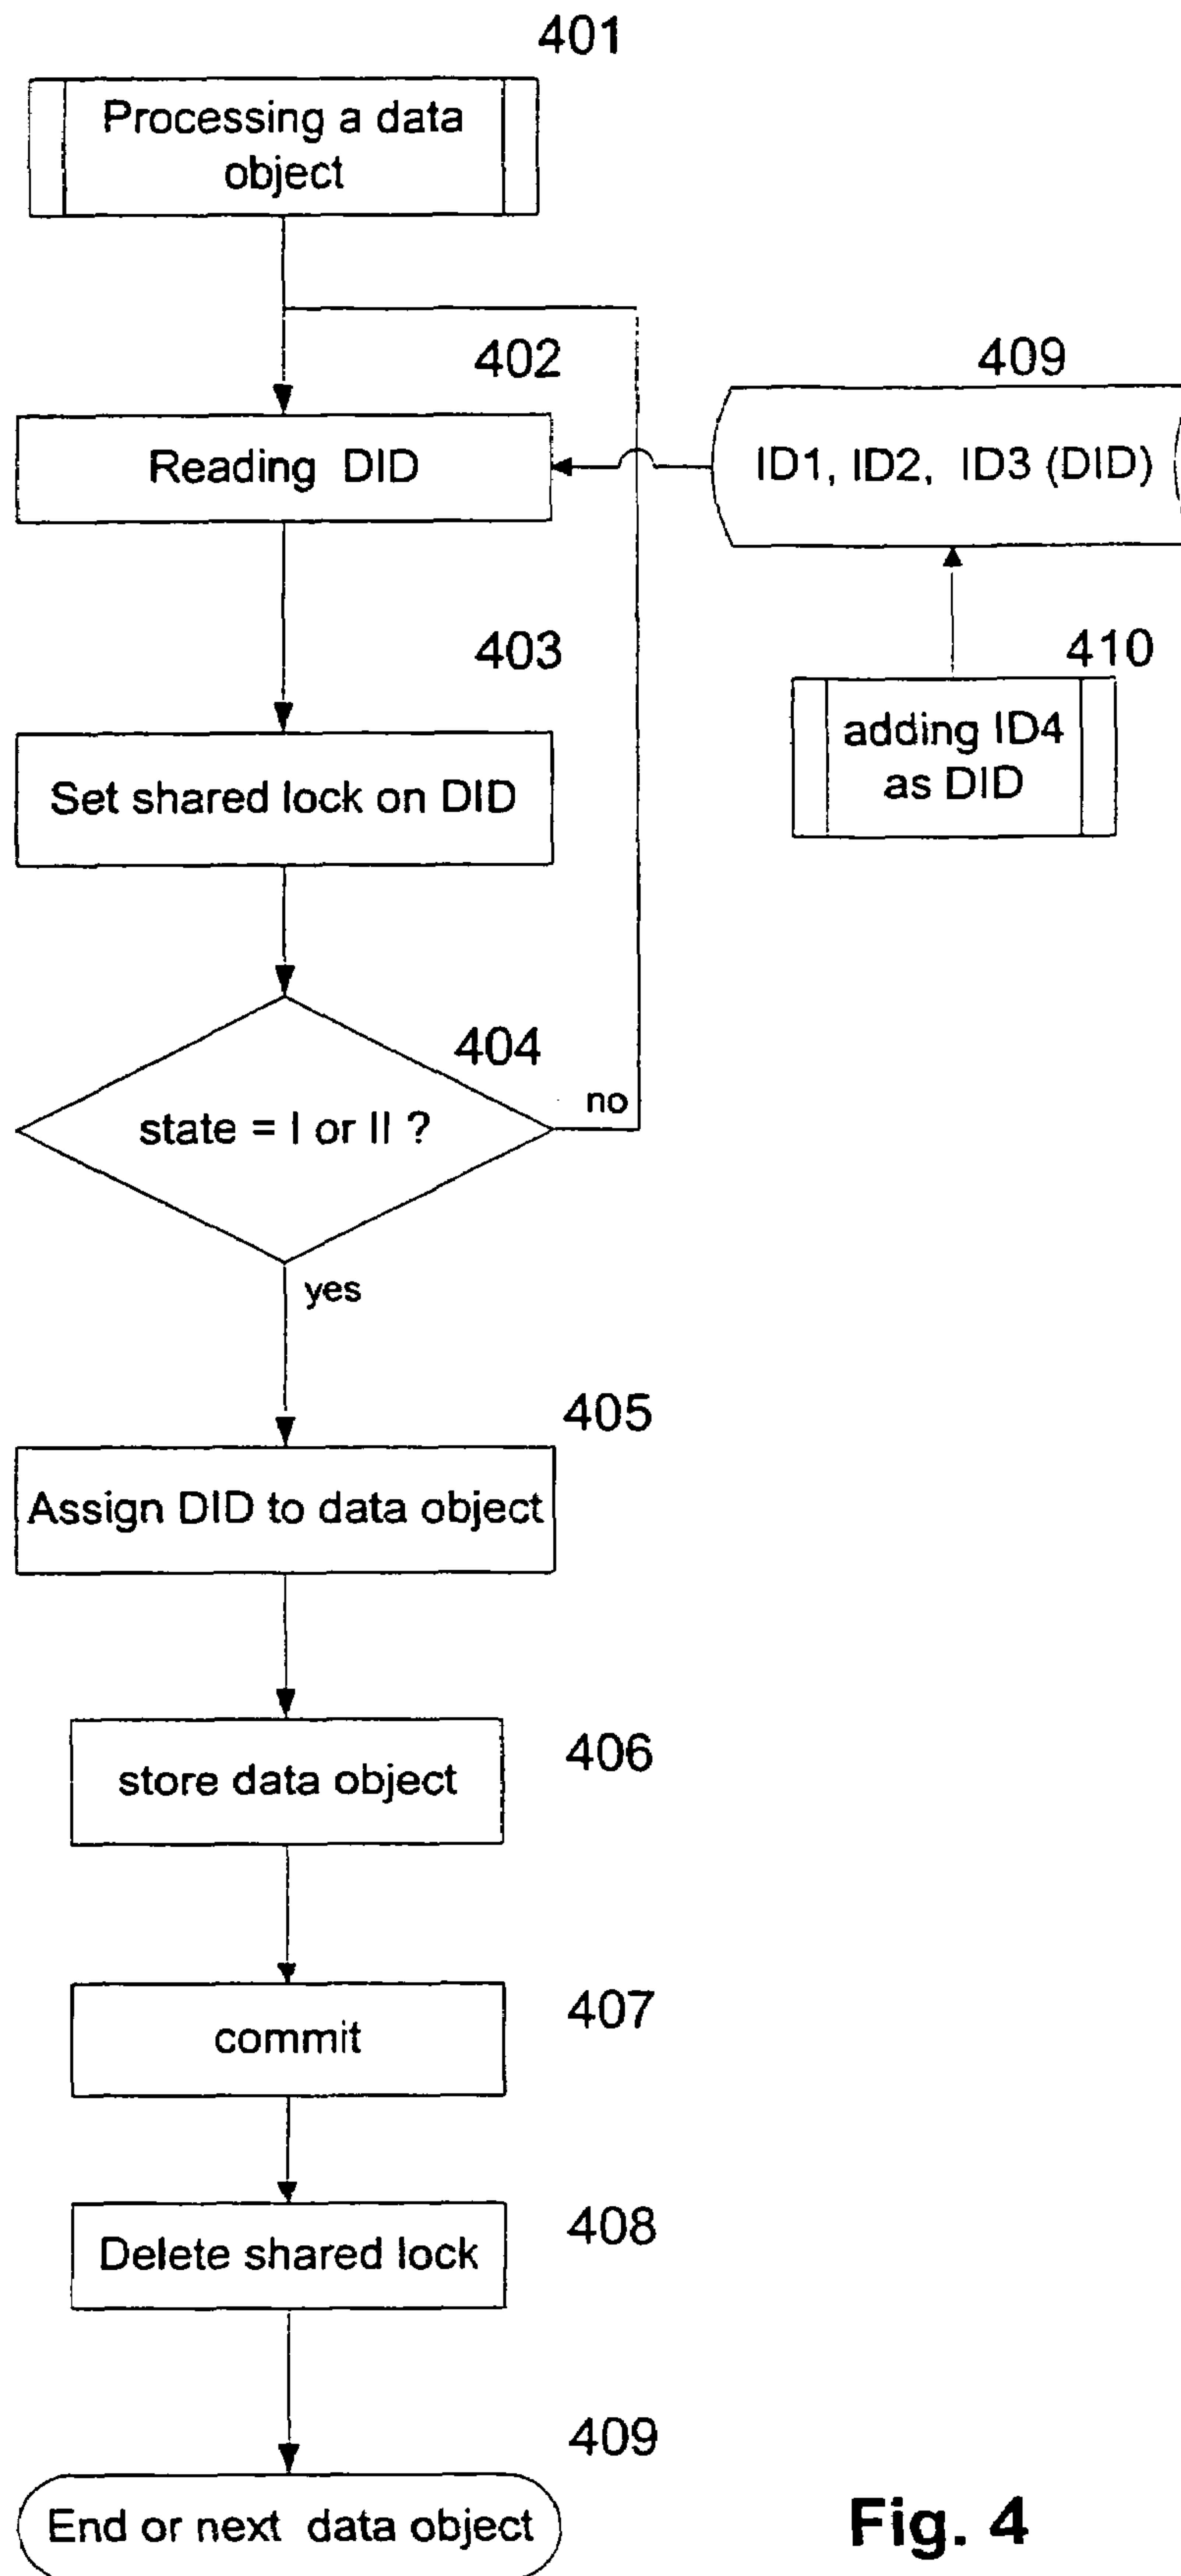 401
Processing a data
object
402
409
Reading DID
ID1, ID2, ID3 (DID)
403
410
adding ID4
as DID
Set shared lock on DID
404
state = I or II ?
no
yes
405
Assign DID to data object
406
store data object
407
commit
408
Delete shared lock
409
End or next data object
Fig. 4